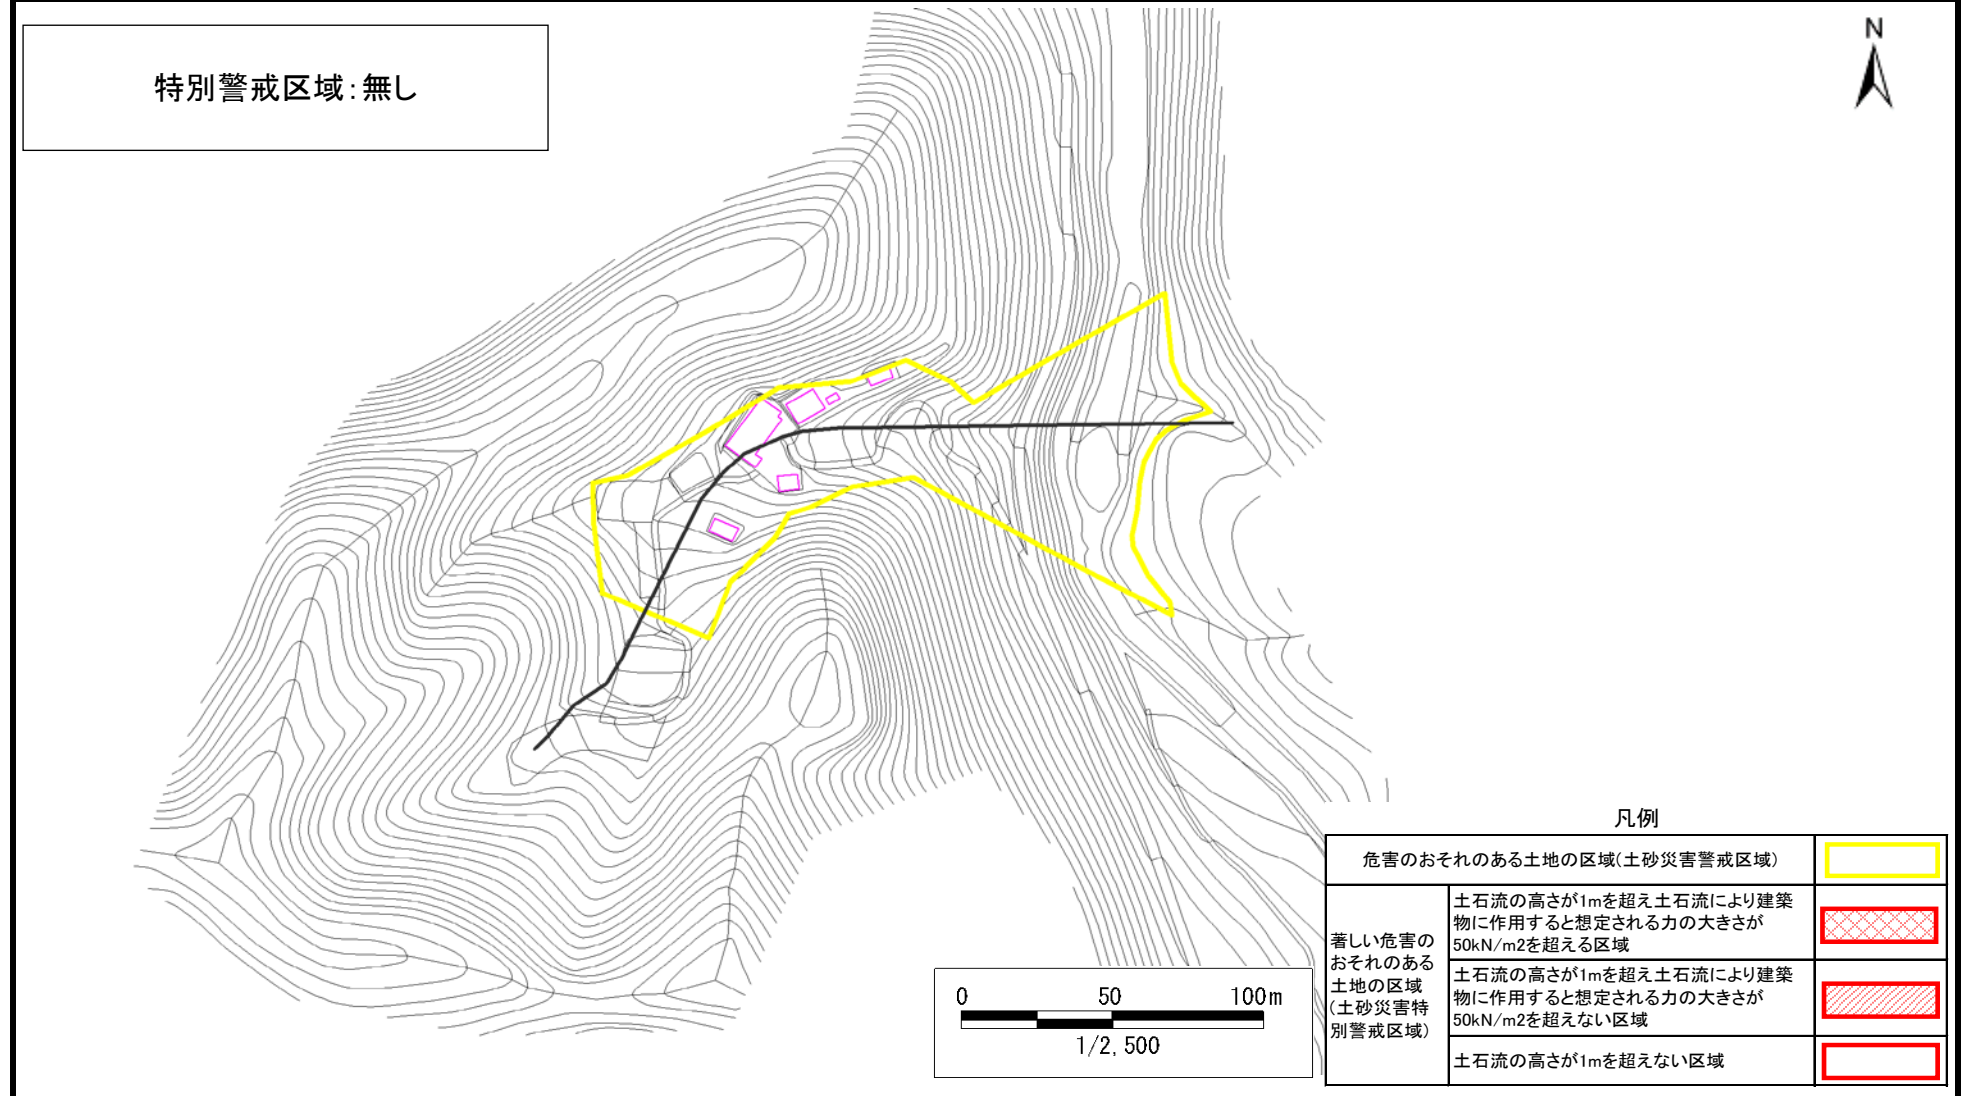 特別警戒区域:無し
N
凡例
危害のおそれのある土地の区域(土砂災害警戒区域)
著しい危害の
おそれのある
土地の区域
(土砂災害特
別警戒区域)
土石流の高さが1mを超え土石流により建築
物に作用すると想定される力の大きさが
50kN/m2を超える区域
土石流の高さが1mを超え土石流により建築
物に作用すると想定される力の大きさが
50kN/m2を超えない区域
土石流の高さが1mを超えない区域
0 50 100m
1/2,500